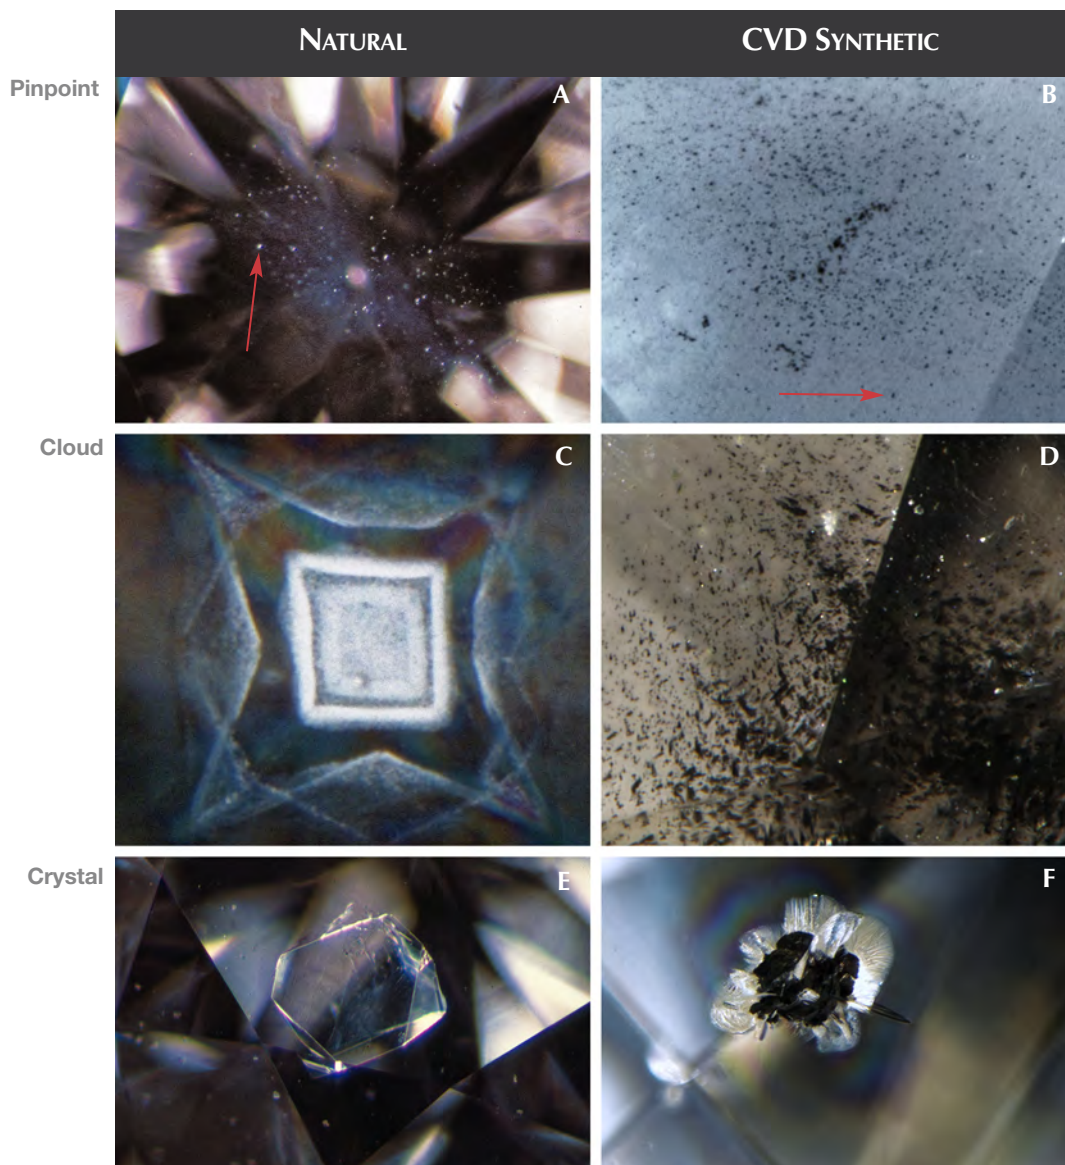 NATURAL CVD SYNTHETIC
Pinpoint
A B
Cloud
C D
Crystal
E F